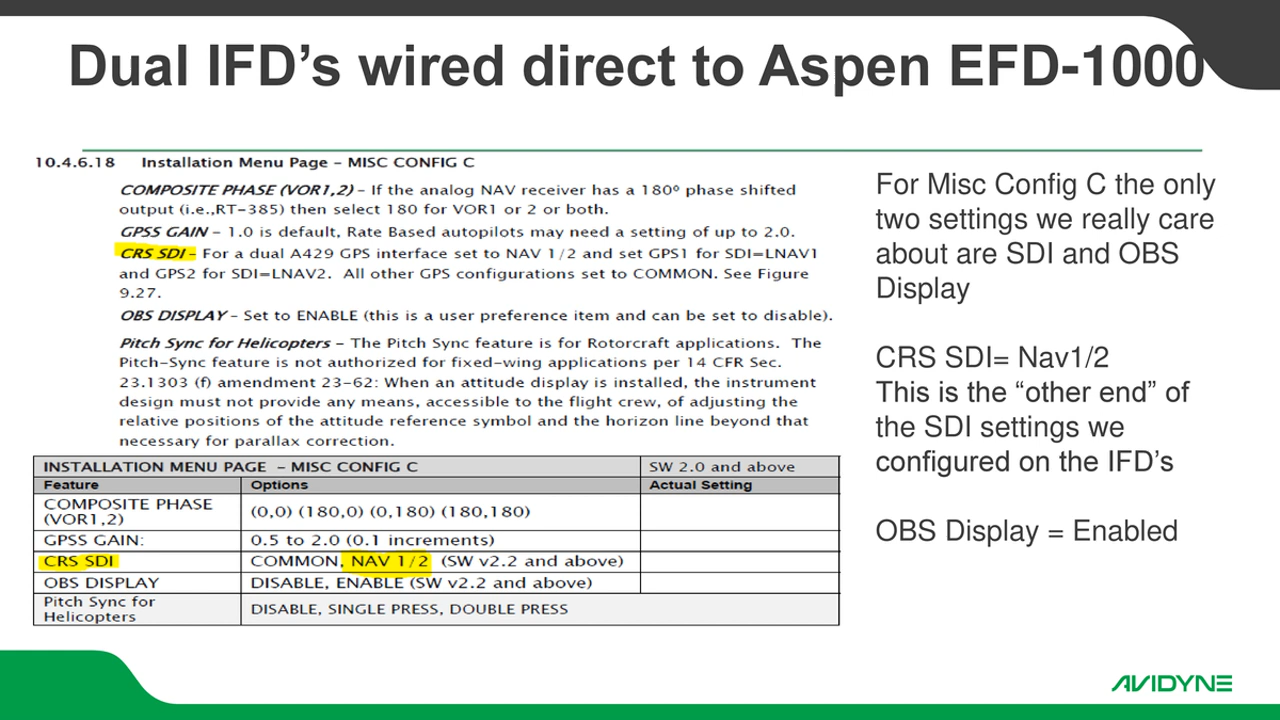 Dual IFD’s wired direct to Aspen EFD-1000
10.4.6.18 Installation Menu Page – MISC CONFIG C
COMPOSITE PHASE (VOR1,2) – If the analog NAV receiver has a 180º phase shifted
output (i.e.,RT-385) then select 180 for VOR1 or 2 or both.
GPSS GAIN – 1.0 is default, Rate Based autopilots may need a setting of up to 2.0.
CRS SDI – For a dual A429 GPS interface set to NAV 1/2 and set GPS1 for SDI=LNAV1
and GPS2 for SDI=LNAV2. All other GPS configurations set to COMMON. See Figure
9.27.
OBS DISPLAY – Set to ENABLE (this is a user preference item and can be set to disable).
Pitch Sync for Helicopters – The Pitch Sync feature is for Rotorcraft applications. The
Pitch-Sync feature is not authorized for fixed-wing applications per 14 CFR Sec.
23.1303 (f) amendment 23-62: When an attitude display is installed, the instrument
design must not provide any means, accessible to the flight crew, of adjusting the
relative positions of the attitude reference symbol and the horizon line beyond that
necessary for parallax correction.
INSTALLATION MENU PAGE – MISC CONFIG C SW 2.0 and above
Feature Options Actual Setting
COMPOSITE PHASE
(VOR1,2) (0,0) (180,0) (0,180) (180,180)
GPSS GAIN: 0.5 to 2.0 (0.1 increments)
CRS SDI COMMON, NAV 1/2 (SW v2.2 and above)
OBS DISPLAY DISABLE, ENABLE (SW v2.2 and above)
Pitch Sync for
Helicopters DISABLE, SINGLE PRESS, DOUBLE PRESS
For Misc Config C the only
two settings we really care
about are SDI and OBS
Display
CRS SDI= Nav1/2
This is the “other end” of
the SDI settings we
configured on the IFD’s
OBS Display = Enabled
AVIDYNE